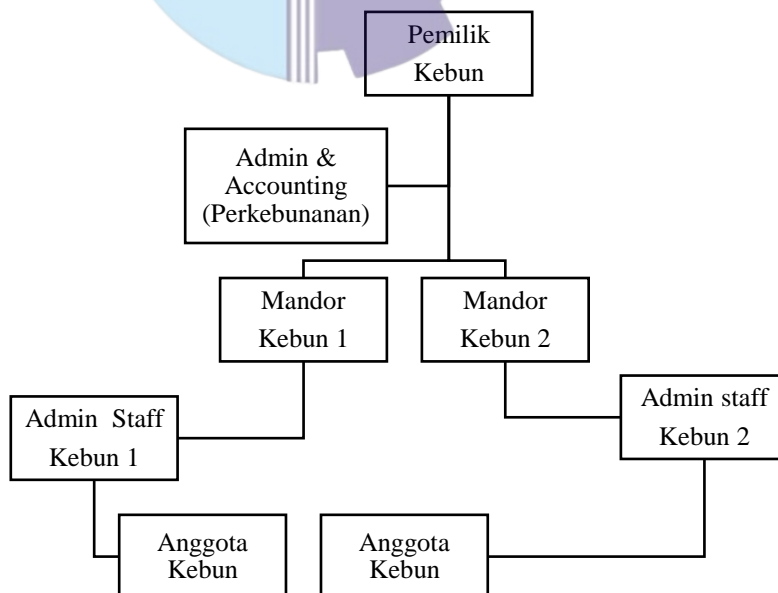 Pemilik
Kebun
Admin &
Accounting
(Perkebunanan)
Mandor
Kebun 1
Mandor
Kebun 2
Admin Staff
Kebun 1
Admin staff
Kebun 2
Anggota
Kebun
Anggota
Kebun